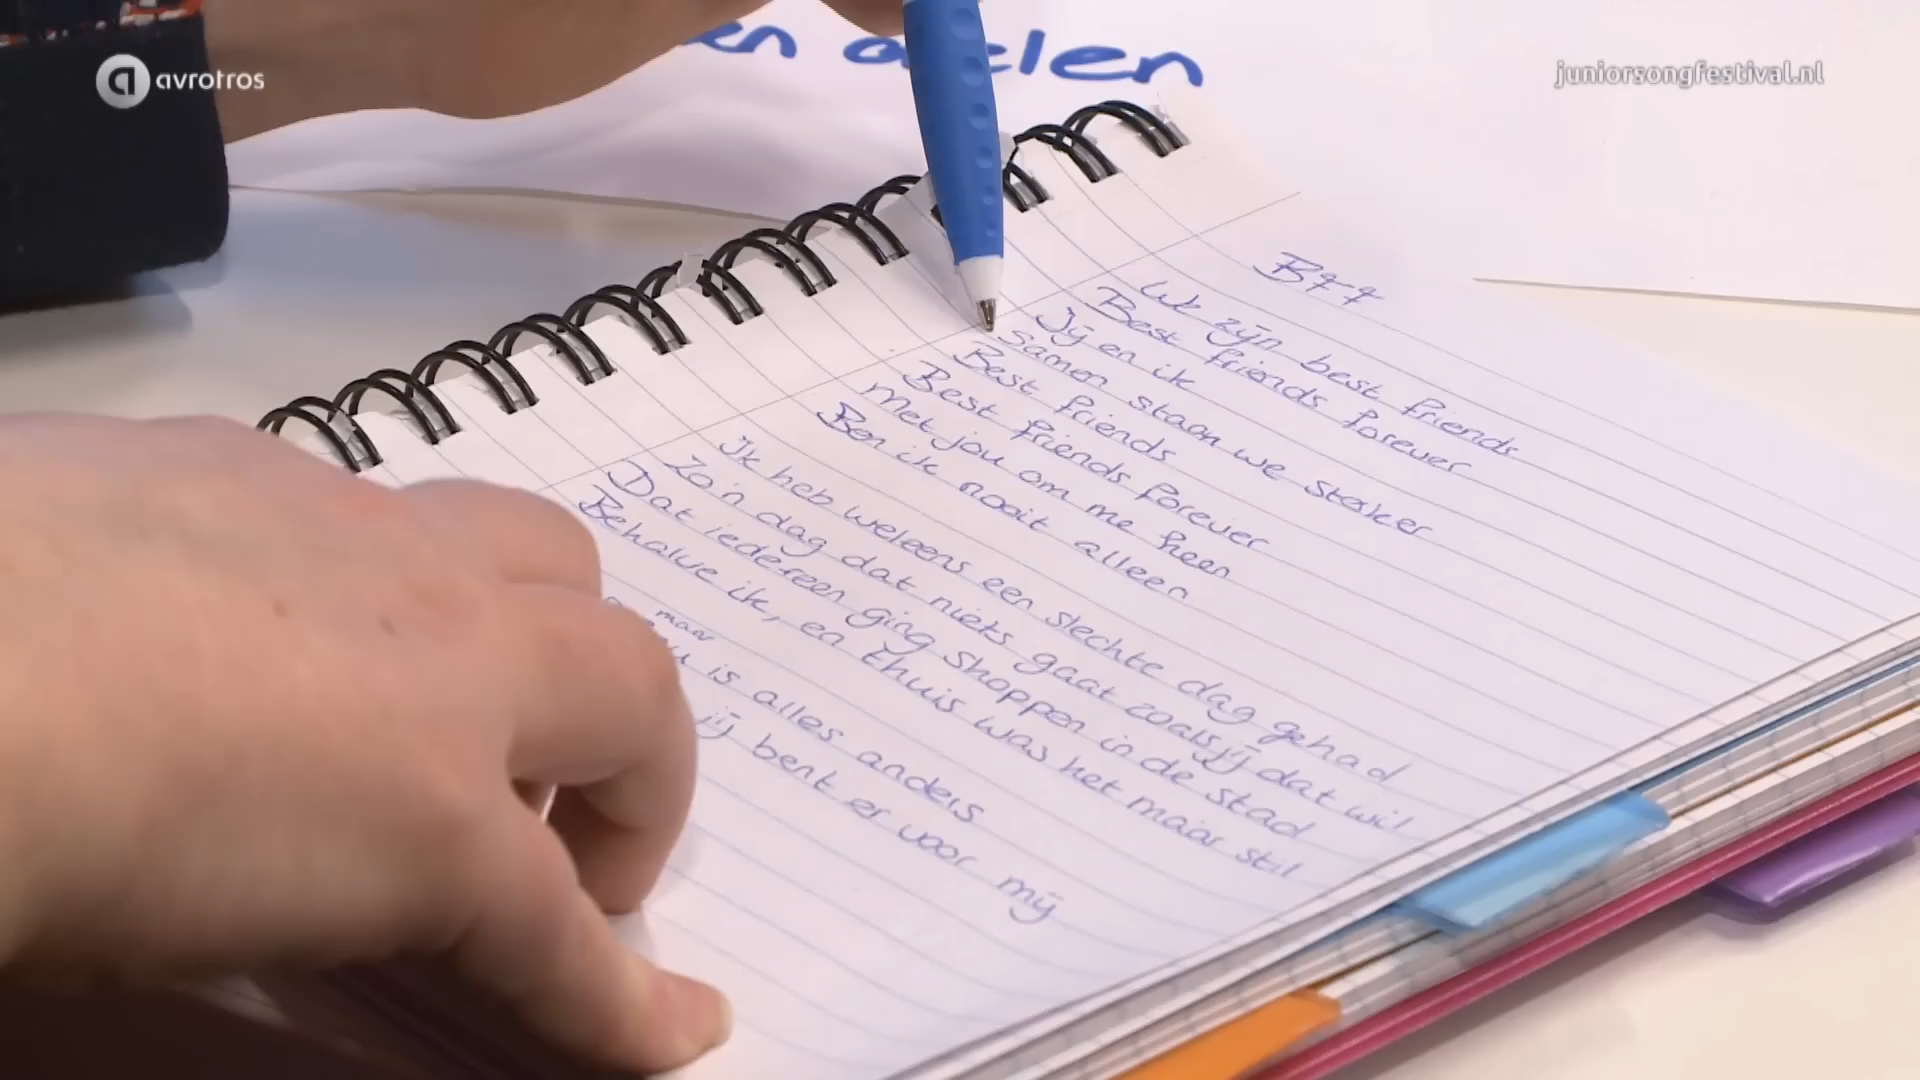 avrotros
juniorsongfestival.nl
Bff
We zijn best friends
Best friends forever
Jij en ik
Samen staan we sterker
Best friends
Best friends forever
Met jou om me heen
Ben ik nooit alleen
Ik heb weleens een slechte dag gehad
Zo'n dag dat niets gaat zoals jij dat wil
Dat iedereen ging shoppen in de stad
Behalve ik, en thuis was het maar stil
maar
is alles anders
jij bent er voor mij